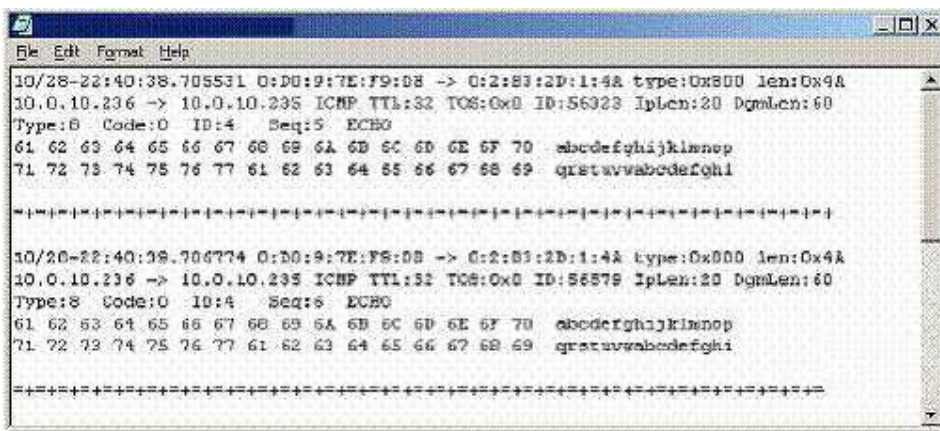 File Edit Format Help
10/28-22:40:38.705531 0:D0:9:7E:F9:DB -> 0:2:B3:2D:1:4A type:0x800 len:0x4A
10.0.10.236 -> 10.0.10.235 ICMP TTL:32 TOS:0x0 ID:56323 IpLen:20 DgmLen:60
Type:8 Code:0 ID:4 Seq:5 ECHO
61 62 63 64 65 66 67 68 69 6A 6B 6C 6D 6E 6F 70 abcdefghijklmnop
71 72 73 74 75 76 77 61 62 63 64 65 66 67 68 69 qrstuvwabcdefghi
=+=+=+=+=+=+=+=+=+=+=+=+=+=+=+=+=+=+=+=+=+=+=+=+=+=+=+=+=+=+=+=+=+=+=+=+
10/28-22:40:39.706774 0:D0:9:7E:F9:DB -> 0:2:B3:2D:1:4A type:0x800 len:0x4A
10.0.10.236 -> 10.0.10.235 ICMP TTL:32 TOS:0x0 ID:56579 IpLen:20 DgmLen:60
Type:8 Code:0 ID:4 Seq:6 ECHO
61 62 63 64 65 66 67 68 69 6A 6B 6C 6D 6E 6F 70 abcdefghijklmnop
71 72 73 74 75 76 77 61 62 63 64 65 66 67 68 69 qrstuvwabcdefghi
=+=+=+=+=+=+=+=+=+=+=+=+=+=+=+=+=+=+=+=+=+=+=+=+=+=+=+=+=+=+=+=+=+=+=+=